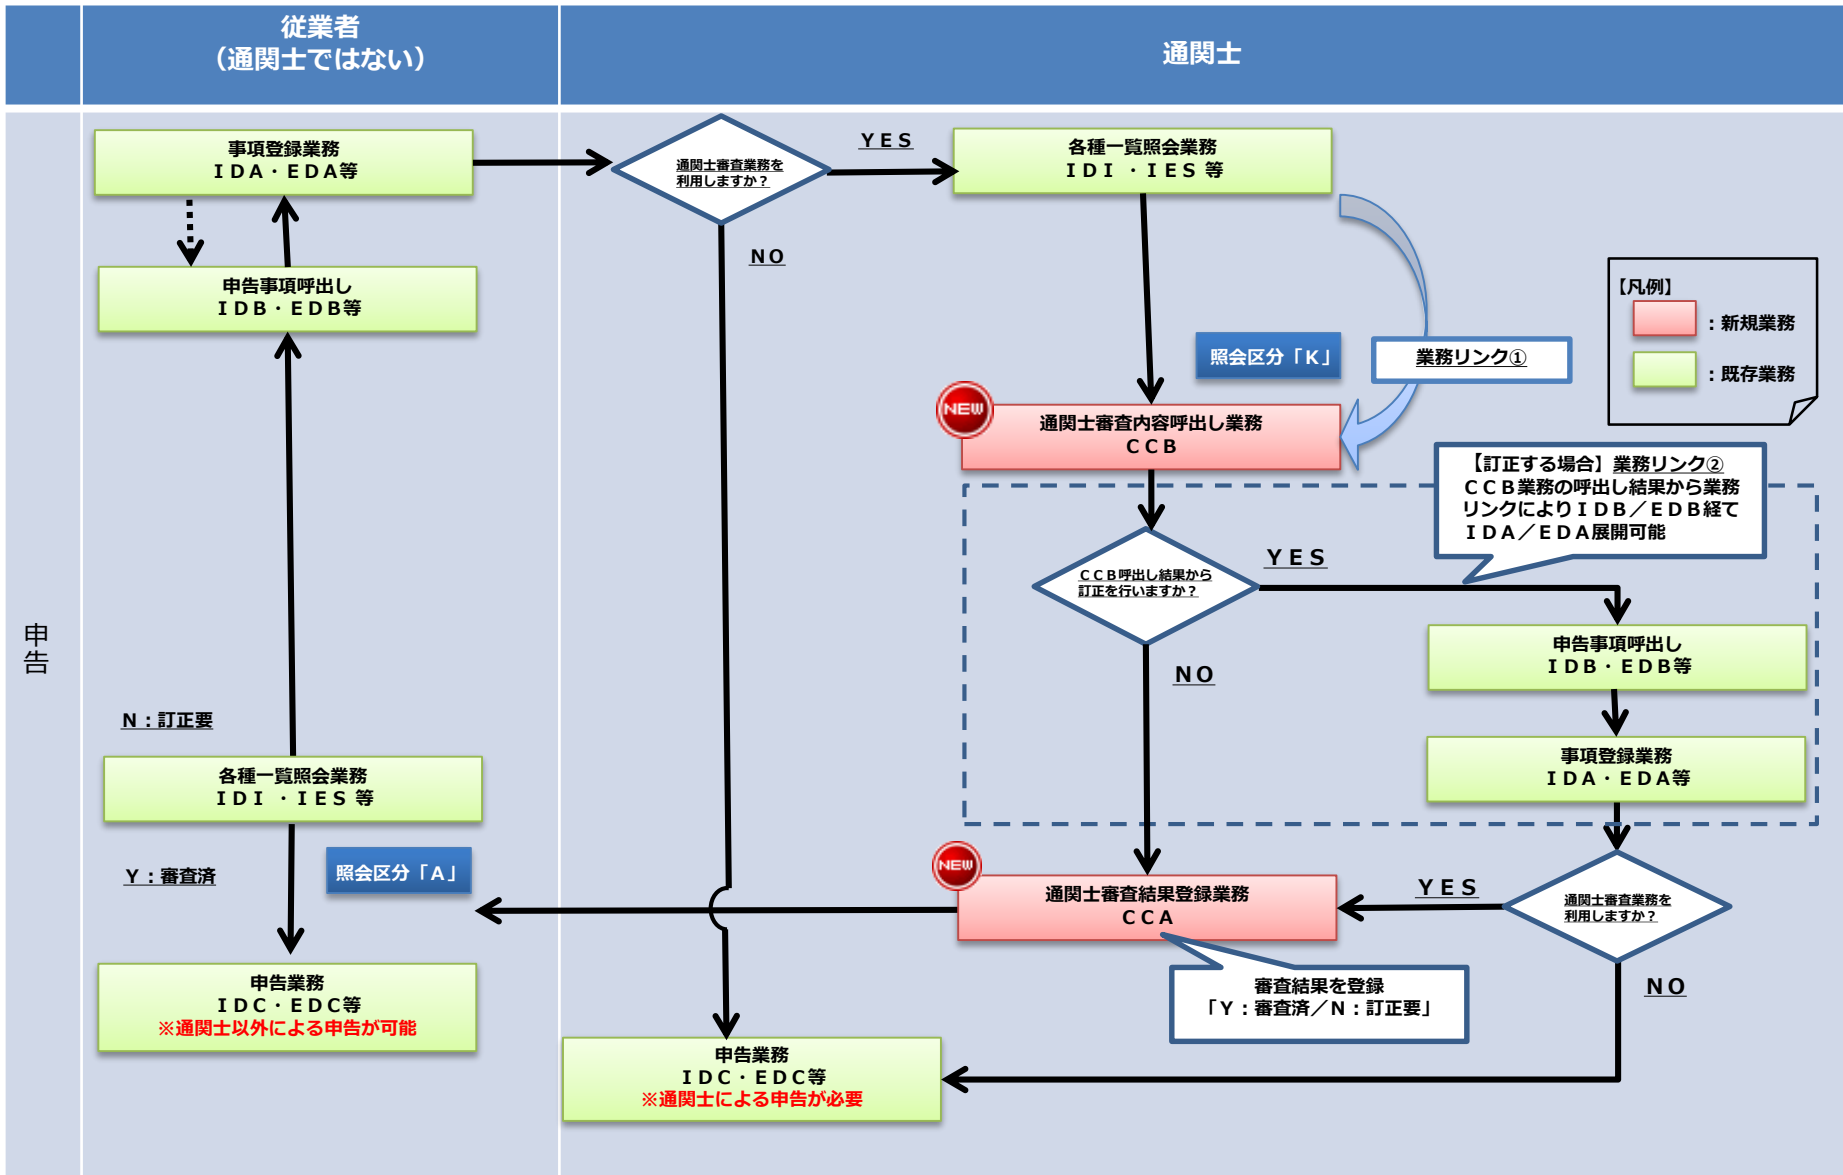 従業者
（通関士ではない）
通関士
申告
事項登録業務
ＩＤＡ・ＥＤＡ等
申告事項呼出し
ＩＤＢ・ＥＤＢ等
Ｎ：訂正要
各種一覧照会業務
ＩＤＩ ・ＩＥＳ 等
Ｙ：審査済
照会区分「Ａ」
申告業務
ＩＤＣ・ＥＤＣ等
※通関士以外による申告が可能
通関士審査業務を
利用しますか？
ＹＥＳ
ＮＯ
各種一覧照会業務
ＩＤＩ ・ＩＥＳ 等
照会区分「Ｋ」
業務リンク①
【凡例】
：新規業務
：既存業務
NEW
通関士審査内容呼出し業務
ＣＣＢ
【訂正する場合】業務リンク②
ＣＣＢ業務の呼出し結果から業務
リンクによりＩＤＢ／ＥＤＢ経て
ＩＤＡ／ＥＤＡ展開可能
ＣＣＢ呼出し結果から
訂正を行いますか？
ＹＥＳ
ＮＯ
申告事項呼出し
ＩＤＢ・ＥＤＢ等
事項登録業務
ＩＤＡ・ＥＤＡ等
NEW
通関士審査結果登録業務
ＣＣＡ
ＹＥＳ
通関士審査業務を
利用しますか？
ＮＯ
審査結果を登録
「Ｙ：審査済／Ｎ：訂正要」
申告業務
ＩＤＣ・ＥＤＣ等
※通関士による申告が必要